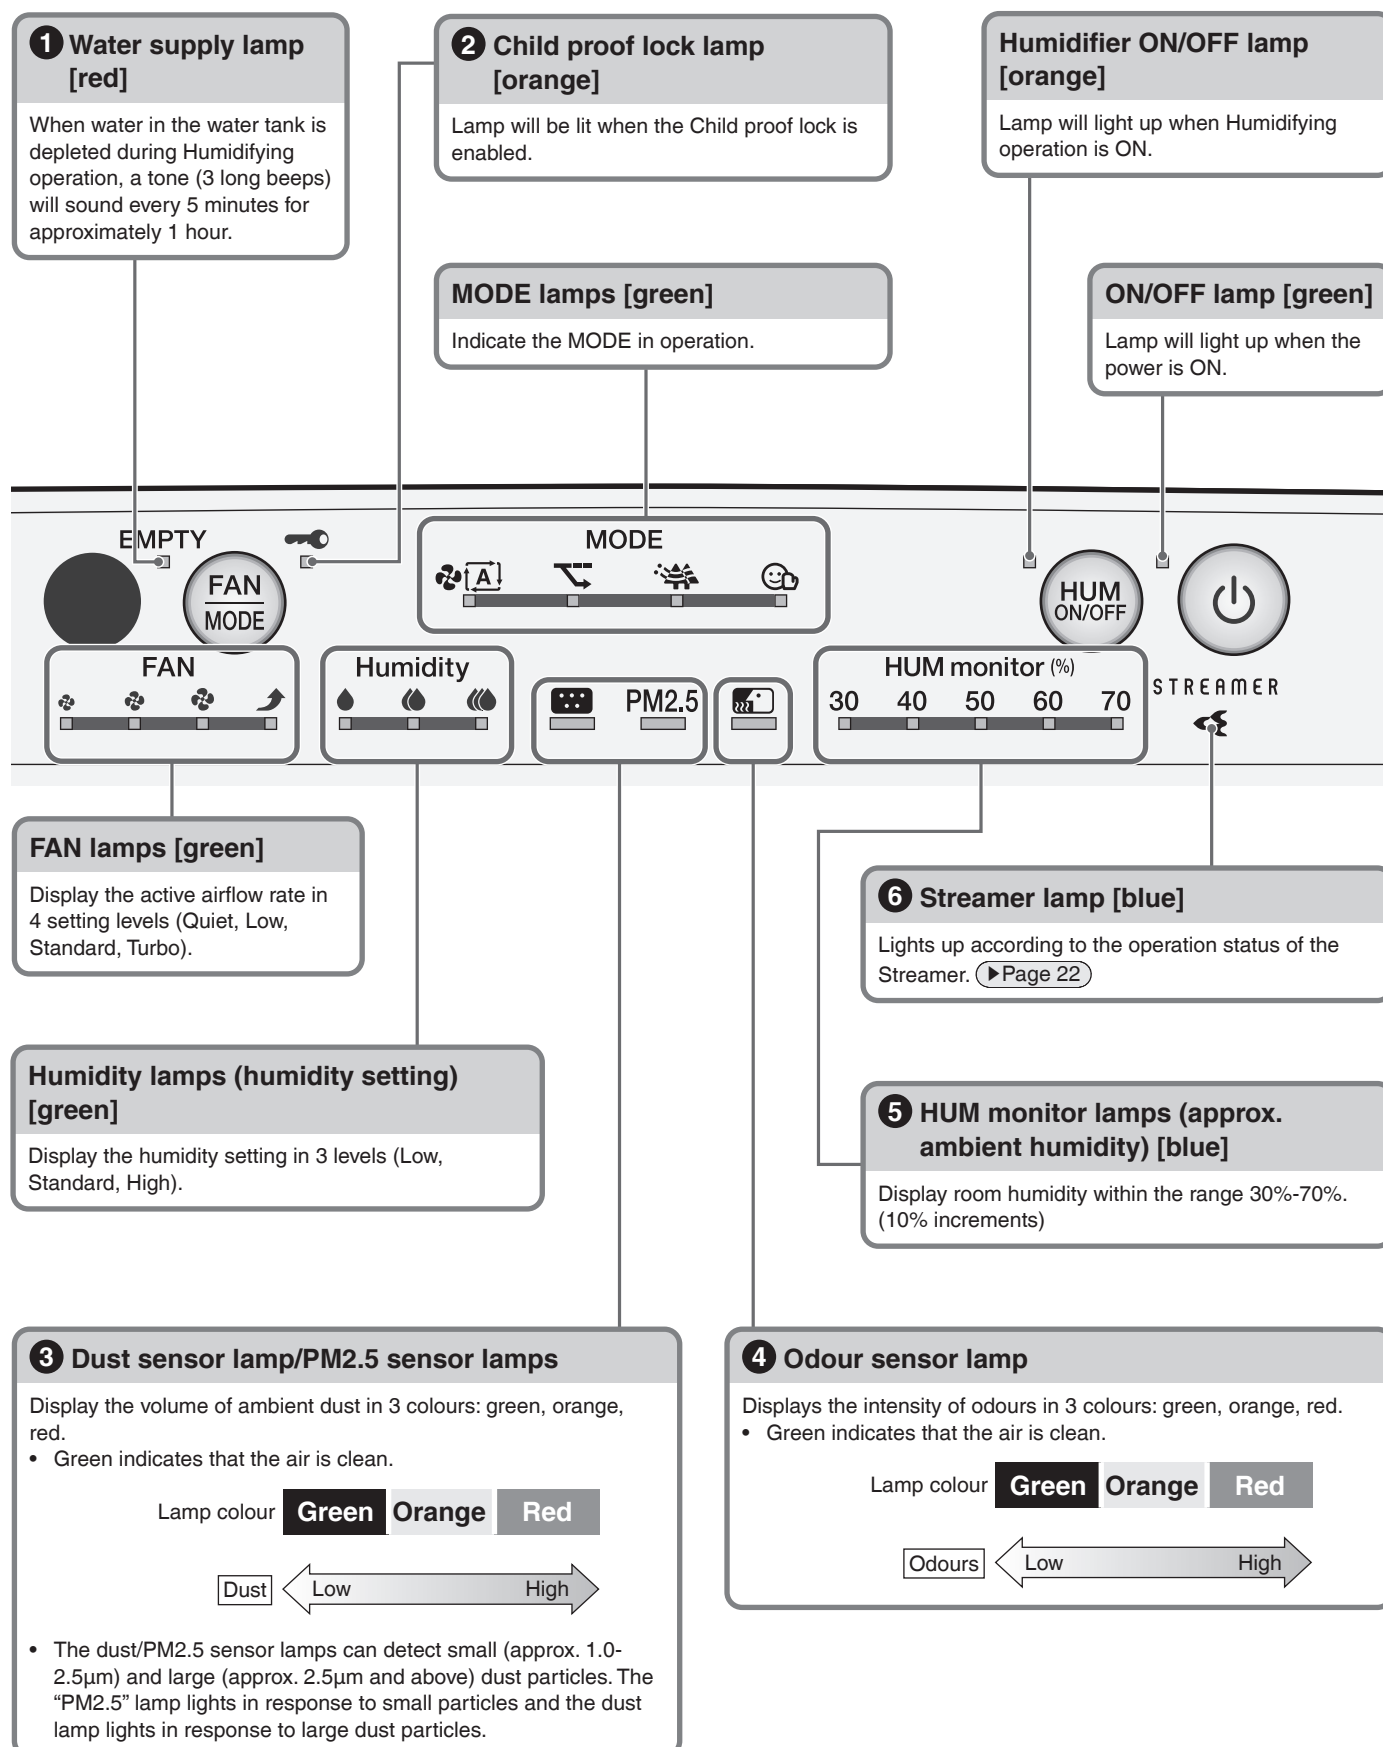 1 Water supply lamp
[red]
When water in the water tank is
depleted during Humidifying
operation, a tone (3 long beeps)
will sound every 5 minutes for
approximately 1 hour.
2 Child proof lock lamp
[orange]
Lamp will be lit when the Child proof lock is
enabled.
Humidifier ON/OFF lamp
[orange]
Lamp will light up when Humidifying
operation is ON.
MODE lamps [green]
Indicate the MODE in operation.
ON/OFF lamp [green]
Lamp will light up when the
power is ON.
EMPTY
FAN
MODE
MODE
A
HUM
ON/OFF
FAN
Humidity
PM2.5
HUM monitor (%)
30 40 50 60 70
STREAMER
FAN lamps [green]
Display the active airflow rate in
4 setting levels (Quiet, Low,
Standard, Turbo).
6 Streamer lamp [blue]
Lights up according to the operation status of the
Streamer. ▶Page 22
Humidity lamps (humidity setting)
[green]
Display the humidity setting in 3 levels (Low,
Standard, High).
5 HUM monitor lamps (approx.
ambient humidity) [blue]
Display room humidity within the range 30%-70%.
(10% increments)
3 Dust sensor lamp/PM2.5 sensor lamps
Display the volume of ambient dust in 3 colours: green, orange,
red.
• Green indicates that the air is clean.
Lamp colour Green Orange Red
Dust Low High
• The dust/PM2.5 sensor lamps can detect small (approx. 1.0-
2.5μm) and large (approx. 2.5μm and above) dust particles. The
“PM2.5” lamp lights in response to small particles and the dust
lamp lights in response to large dust particles.
4 Odour sensor lamp
Displays the intensity of odours in 3 colours: green, orange, red.
• Green indicates that the air is clean.
Lamp colour Green Orange Red
Odours Low High